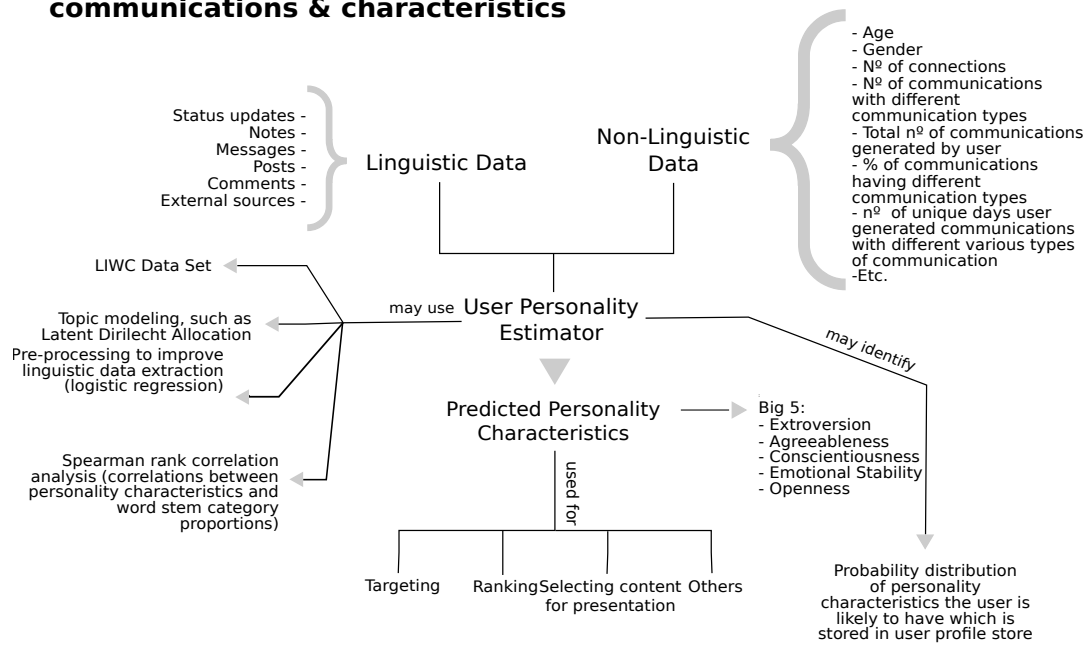 communications & characteristics
Status updates -
Notes -
Messages -
Posts -
Comments -
External sources -
Linguistic Data
Non-Linguistic
Data
- Age
- Gender
- Nº of connections
- Nº of communications
with different
communication types
- Total nº of communications
generated by user
- % of communications
having different
communication types
- nº of unique days user
generated communications
with different various types
of communication
-Etc.
LIWC Data Set
Topic modeling, such as
Latent Dirilecht Allocation
Pre-processing to improve
linguistic data extraction
(logistic regression)
Spearman rank correlation
analysis (correlations between
personality characteristics and
word stem category
proportions)
may use
User Personality
Estimator
may identify
Predicted Personality
Characteristics
Big 5:
- Extroversion
- Agreeableness
- Conscientiousness
- Emotional Stability
- Openness
used for
Targeting
Ranking
Selecting content
for presentation
Others
Probability distribution
of personality
characteristics the user is
likely to have which is
stored in user profile store